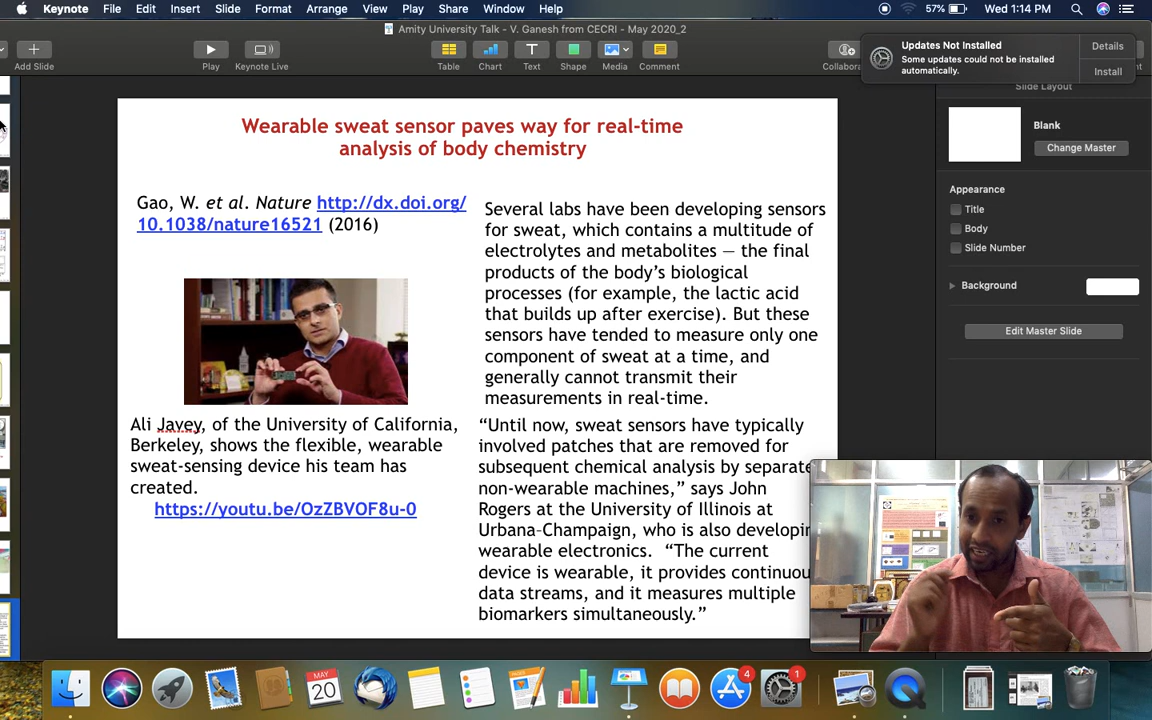 Keynote File Edit Insert Slide Format Arrange View Play Share Window Help
57% Wed 1:14 PM
Amity University Talk - V. Ganesh from CECRI - May 2020_2
Add Slide Play Keynote Live Table Chart Text Shape Media Comment
Updates Not Installed
Some updates could not be installed
automatically.
Details
Install
Slide Layout
Blank
Change Master
Appearance
Title
Body
Slide Number
Background
Edit Master Slide
Wearable sweat sensor paves way for real-time
analysis of body chemistry
Gao, W. et al. Nature http://dx.doi.org/
10.1038/nature16521 (2016)
Ali Javey, of the University of California,
Berkeley, shows the flexible, wearable
sweat-sensing device his team has
created.
https://youtu.be/OzZBVOF8u-0
Several labs have been developing sensors
for sweat, which contains a multitude of
electrolytes and metabolites — the final
products of the body’s biological
processes (for example, the lactic acid
that builds up after exercise). But these
sensors have tended to measure only one
component of sweat at a time, and
generally cannot transmit their
measurements in real-time.
“Until now, sweat sensors have typically
involved patches that are removed for
subsequent chemical analysis by separate
non-wearable machines,” says John
Rogers at the University of Illinois at
Urbana–Champaign, who is also developin
wearable electronics. “The current
device is wearable, it provides continuou
data streams, and it measures multiple
biomarkers simultaneously.”
MAY
20
4
1